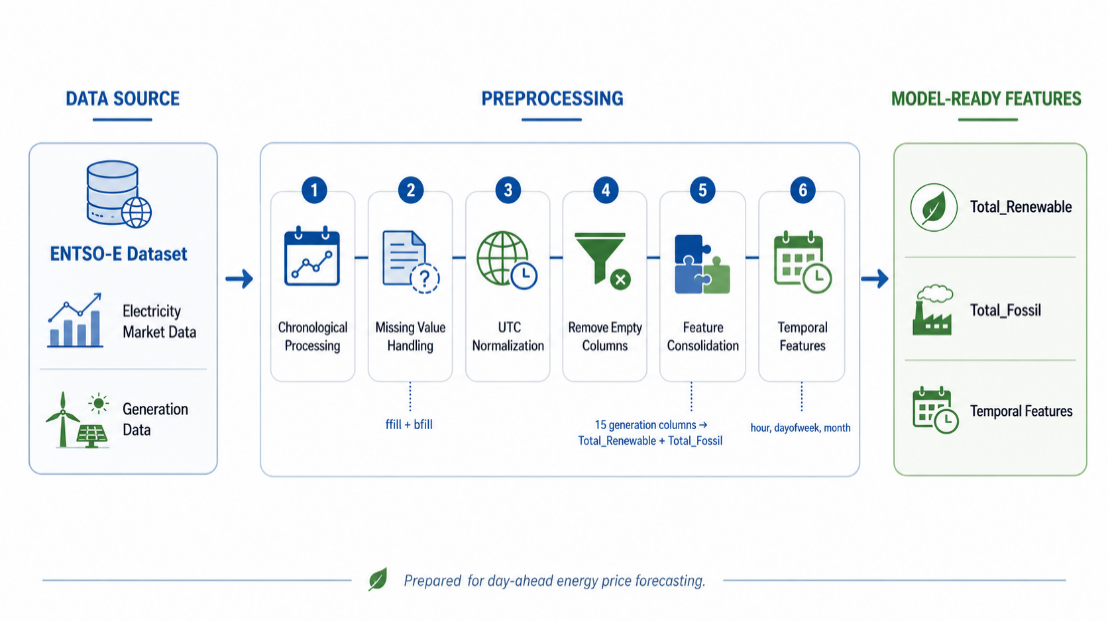 DATA SOURCE
PREPROCESSING
MODEL-READY FEATURES
ENTSO-E Dataset
Electricity
Market Data
Generation
Data
1
Chronological
Processing
2
?
Missing Value
Handling
ffill + bfill
3
UTC
Normalization
4
Remove Empty
Columns
5
Feature
Consolidation
15 generation columns →
Total_Renewable + Total_Fossil
6
Temporal
Features
hour, dayofweek, month
Total_Renewable
Total_Fossil
Temporal Features
Prepared for day-ahead energy price forecasting.